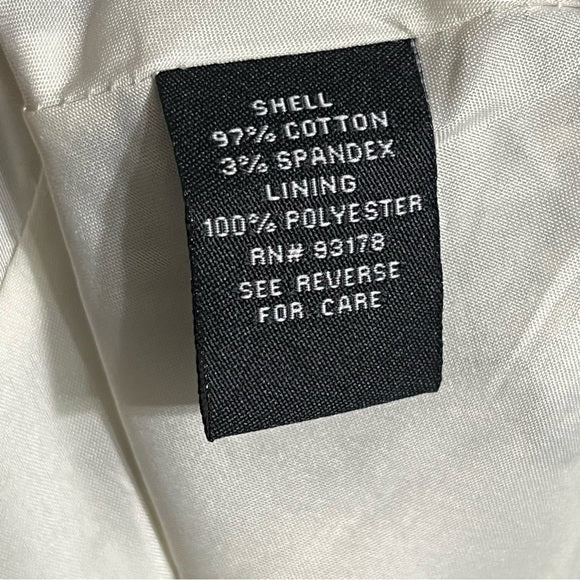 SHELL
97% COTTON
3% SPANDEX
LINING
100% POLYESTER
RN# 93178
SEE REVERSE
FOR CARE